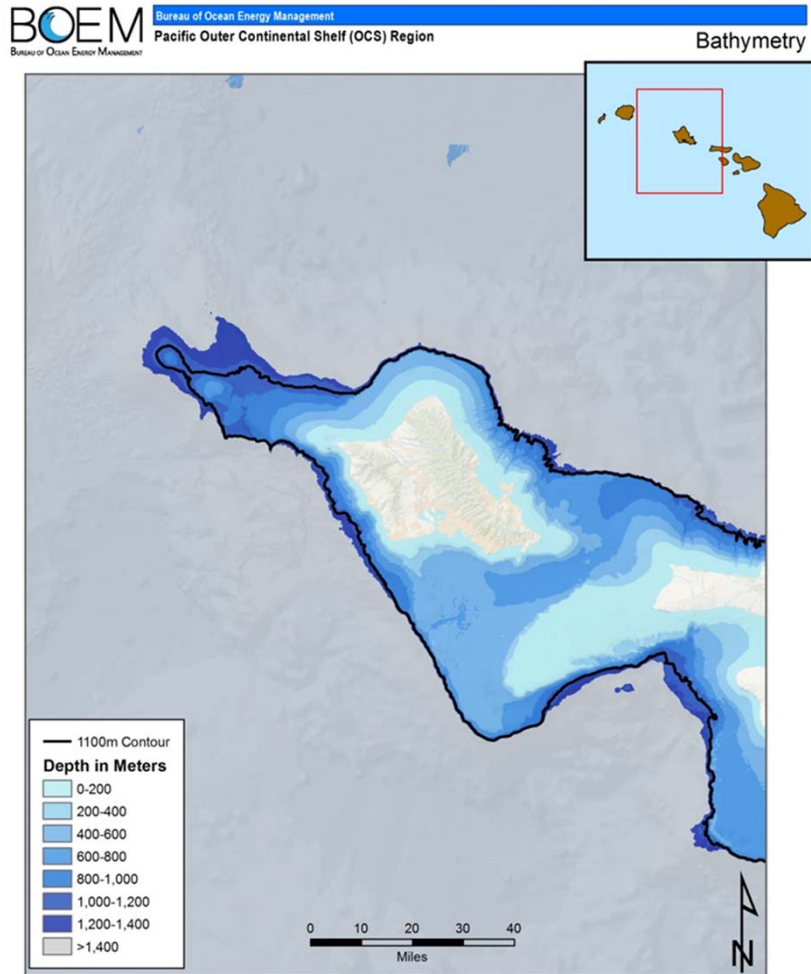 BOEM
BUREAU OF OCEAN ENERGY MANAGEMENT
Bureau of Ocean Energy Management
Pacific Outer Continental Shelf (OCS) Region
Bathymetry
1100m Contour
Depth in Meters
0-200
200-400
400-600
600-800
800-1,000
1,000-1,200
1,200-1,400
>1,400
0 10 20 30 40
Miles
N